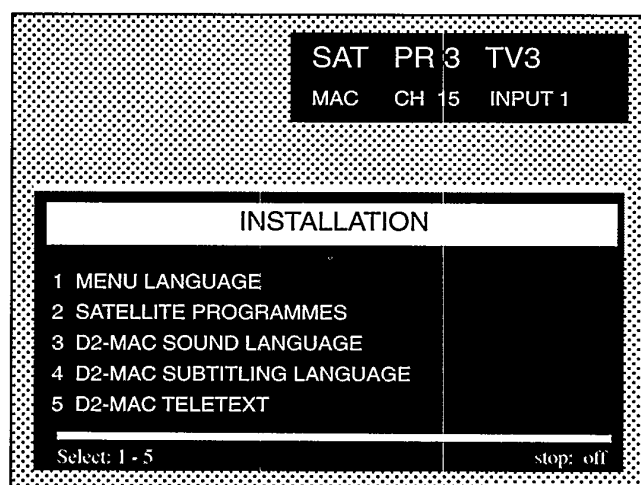 SAT PR 3 TV3
MAC CH 15 INPUT 1
INSTALLATION
1 MENU LANGUAGE
2 SATELLITE PROGRAMMES
3 D2-MAC SOUND LANGUAGE
4 D2-MAC SUBTITLING LANGUAGE
5 D2-MAC TELETEXT
Select: 1 - 5 stop: off